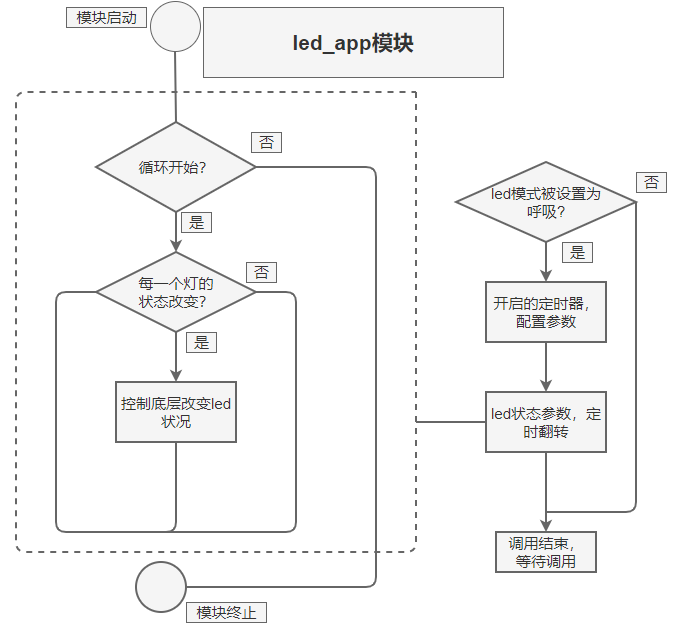 模块启动
led_app模块
否
循环开始？
是
每一个灯的
状态改变？
否
是
控制底层改变led
状况
模块终止
led模式被设置为
呼吸？
否
是
开启的定时器，
配置参数
led状态参数，定
时翻转
调用结束，
等待调用